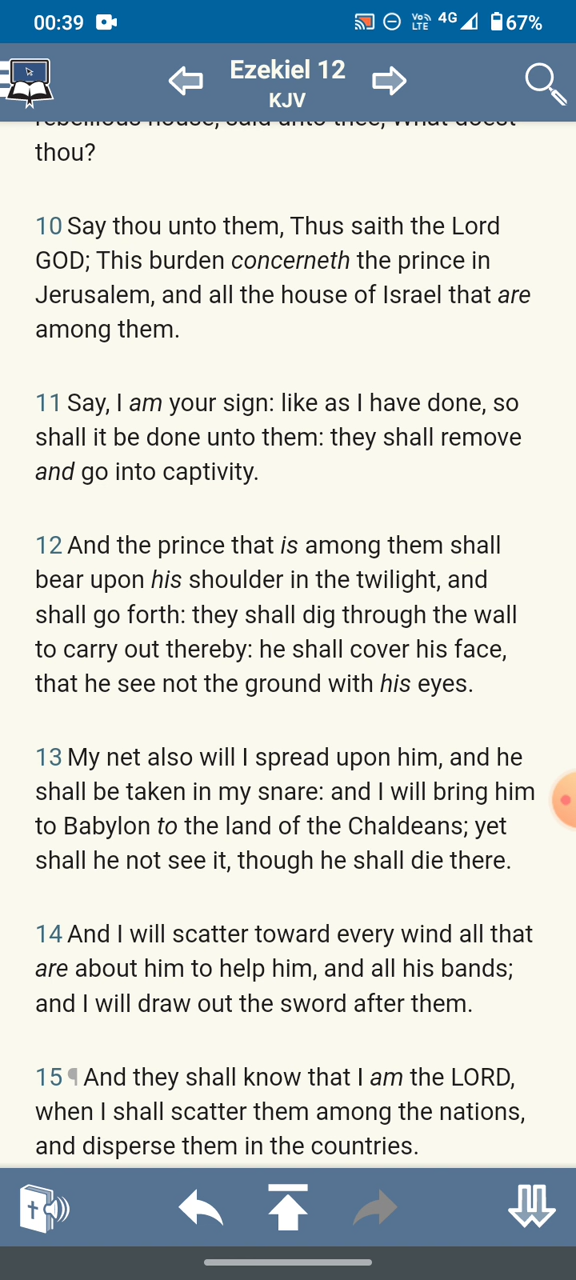 00:39
Vo))
LTE
4G
67%
Ezekiel 12
KJV
rebellious house, said unto thee, What doest
thou?
10 Say thou unto them, Thus saith the Lord
GOD; This burden concerneth the prince in
Jerusalem, and all the house of Israel that are
among them.
11 Say, I am your sign: like as I have done, so
shall it be done unto them: they shall remove
and go into captivity.
12 And the prince that is among them shall
bear upon his shoulder in the twilight, and
shall go forth: they shall dig through the wall
to carry out thereby: he shall cover his face,
that he see not the ground with his eyes.
13 My net also will I spread upon him, and he
shall be taken in my snare: and I will bring him
to Babylon to the land of the Chaldeans; yet
shall he not see it, though he shall die there.
14 And I will scatter toward every wind all that
are about him to help him, and all his bands;
and I will draw out the sword after them.
15 ¶ And they shall know that I am the LORD,
when I shall scatter them among the nations,
and disperse them in the countries.